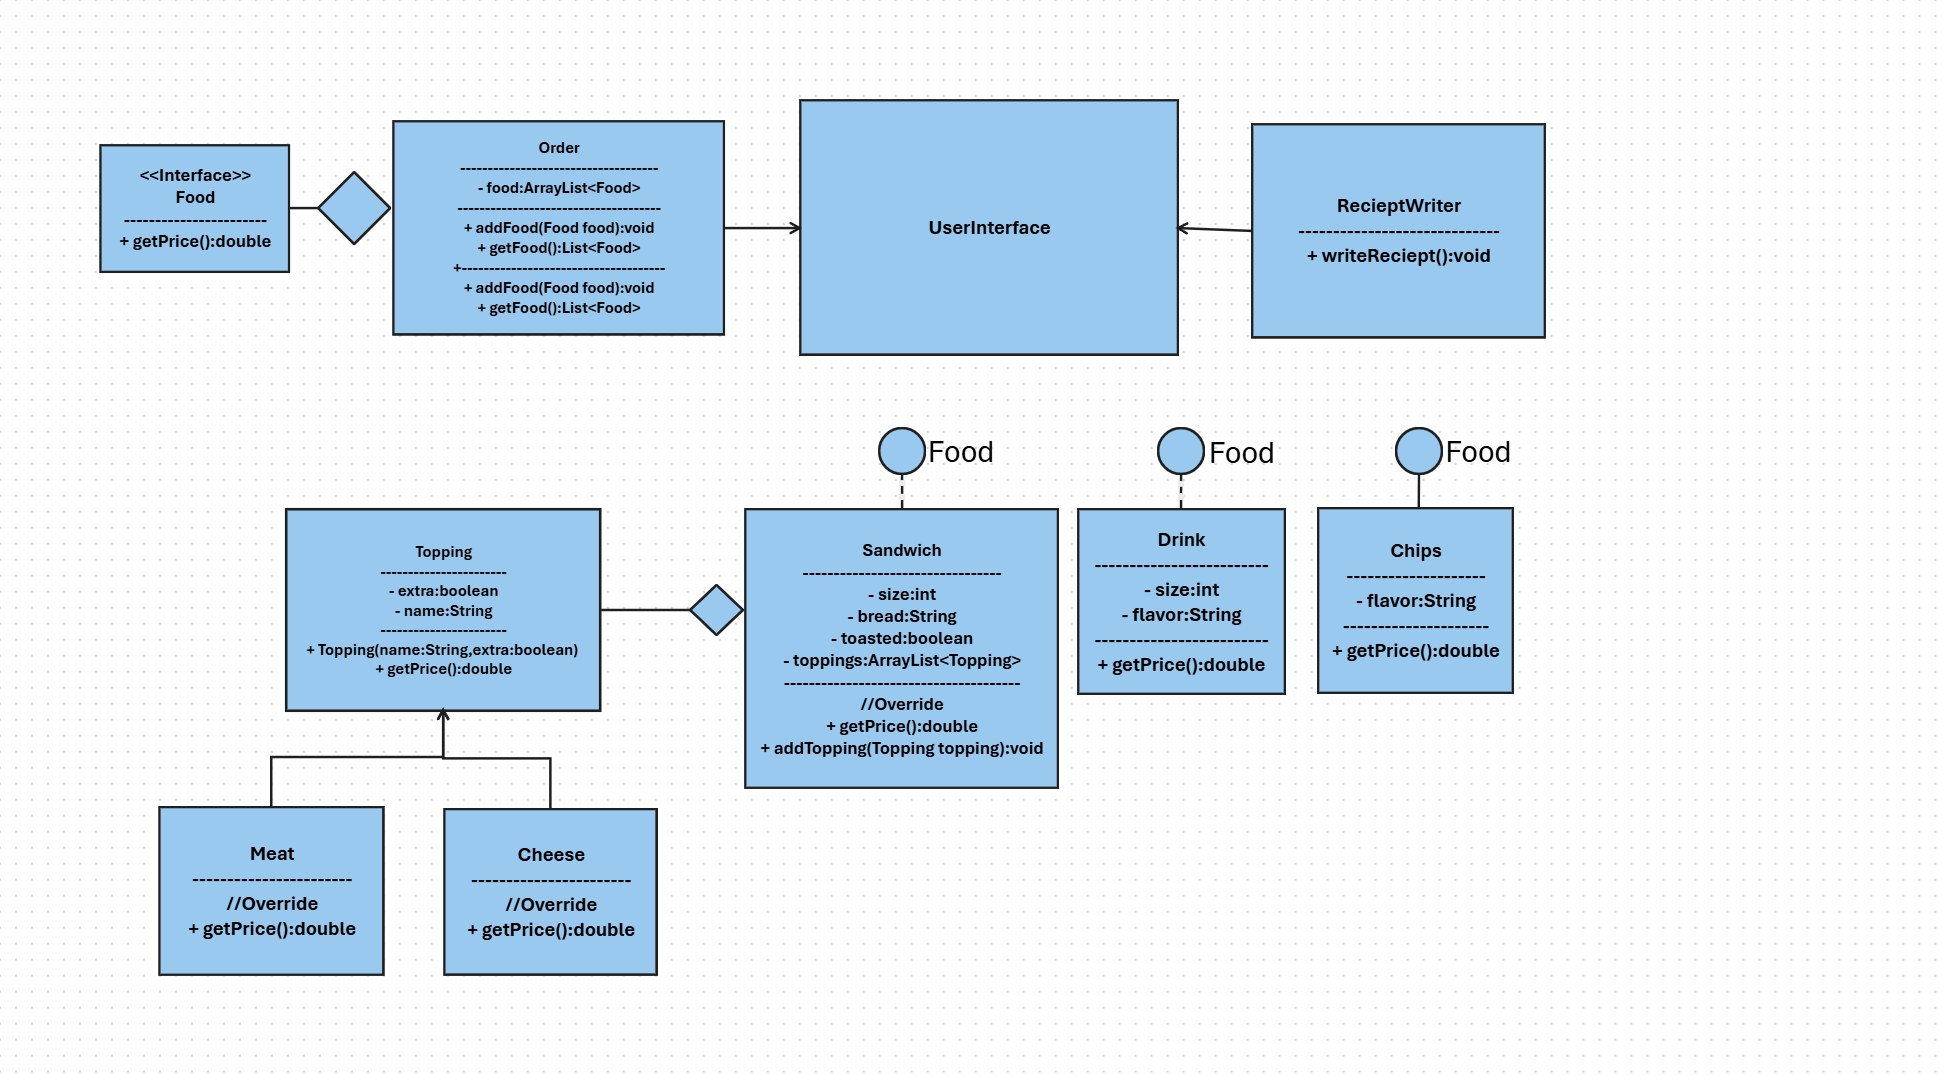 <<Interface>>
Food
-----------------------
+ getPrice():double
Order
------------------------------------
- food:ArrayList<Food>
-------------------------------------
+ addFood(Food food):void
+ getFood():List<Food>
+-------------------------------------
+ addFood(Food food):void
+ getFood():List<Food>
UserInterface
RecieptWriter
-----------------------------
+ writeReciept():void
Food
Food
Food
Topping
-----------------------
- extra:boolean
- name:String
-----------------------
+ Topping(name:String,extra:boolean)
+ getPrice():double
Sandwich
--------------------------------
- size:int
- bread:String
- toasted:boolean
- toppings:ArrayList<Topping>
--------------------------------------
//Override
+ getPrice():double
+ addTopping(Topping topping):void
Drink
-------------------------
- size:int
- flavor:String
-------------------------
+ getPrice():double
Chips
--------------------
- flavor:String
---------------------
+ getPrice():double
Meat
-----------------------
//Override
+ getPrice():double
Cheese
-----------------------
//Override
+ getPrice():double